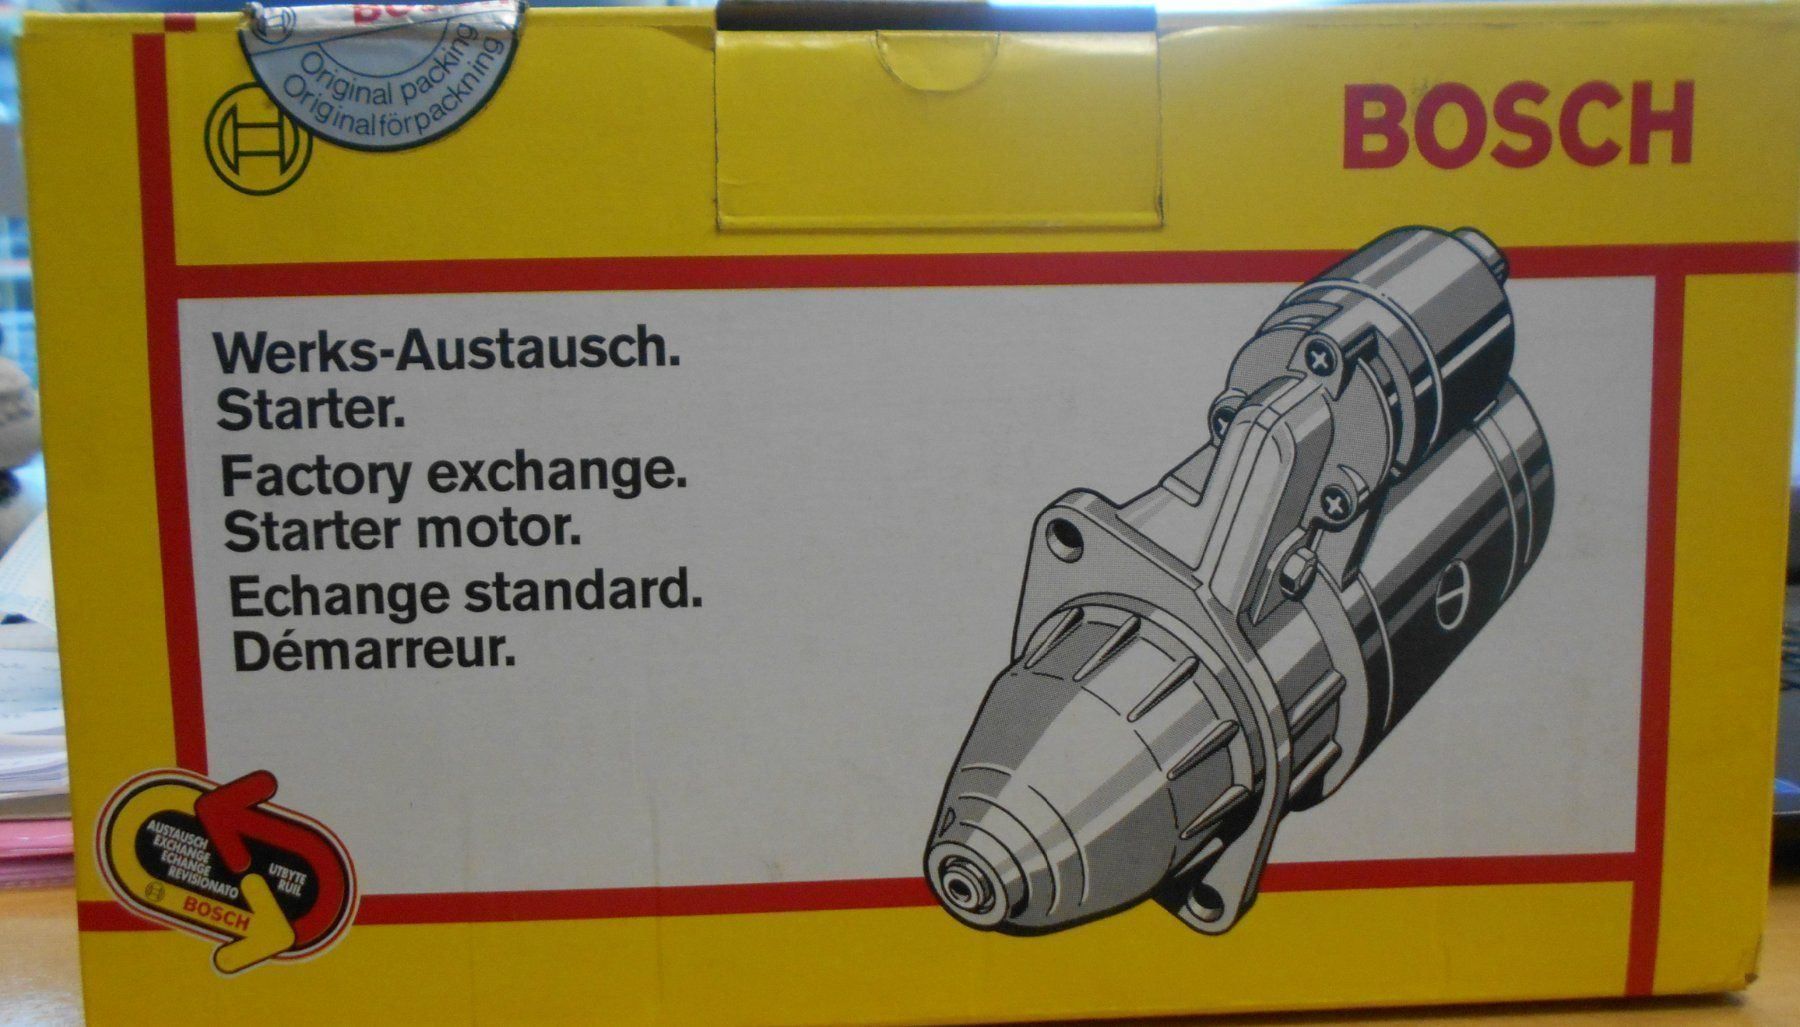 BOSCH
Original packing
Originalförpackning
BOSCH
Werks-Austausch.
Starter.
Factory exchange.
Starter motor.
Echange standard.
Démarreur.
AUSTAUSCH
EXCHANGE
ECHANGE
REVISIONATO
UTBYTE
RUIL
BOSCH